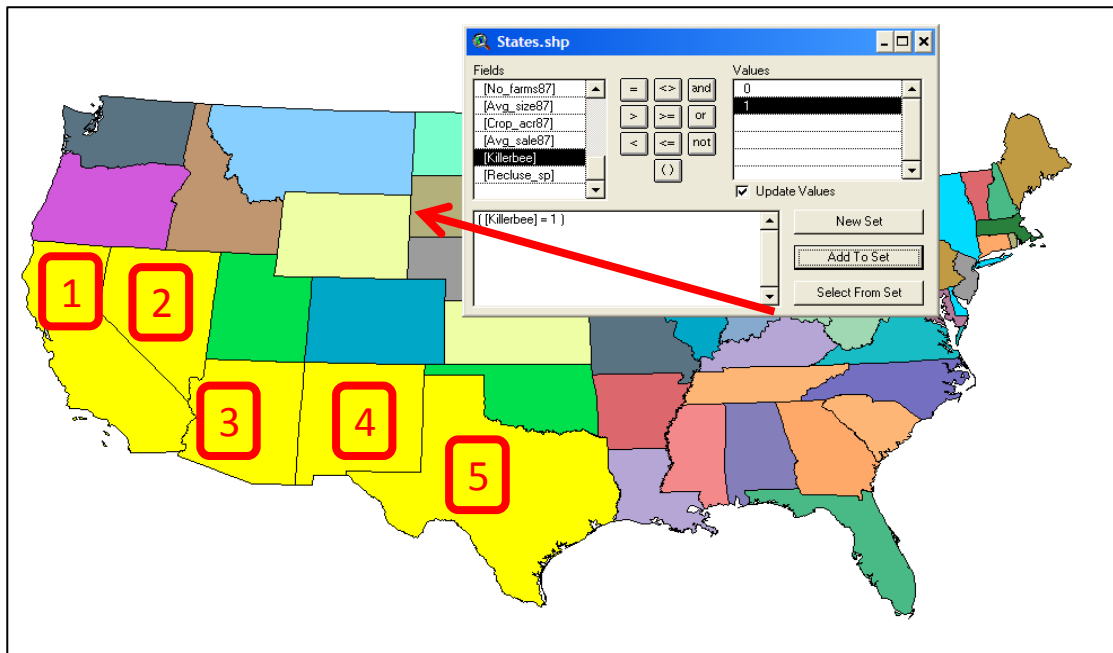 States.shp
Fields
Values
[No_farms87]
[Avg_size87]
[Crop_acr87]
[Avg_sale87]
[Killerbee]
[Recluse_sp]
= <> and
> >= or
< <= not
( )
0
1
Update Values
( [Killerbee] = 1 )
New Set
Add To Set
Select From Set
1
2
3
4
5